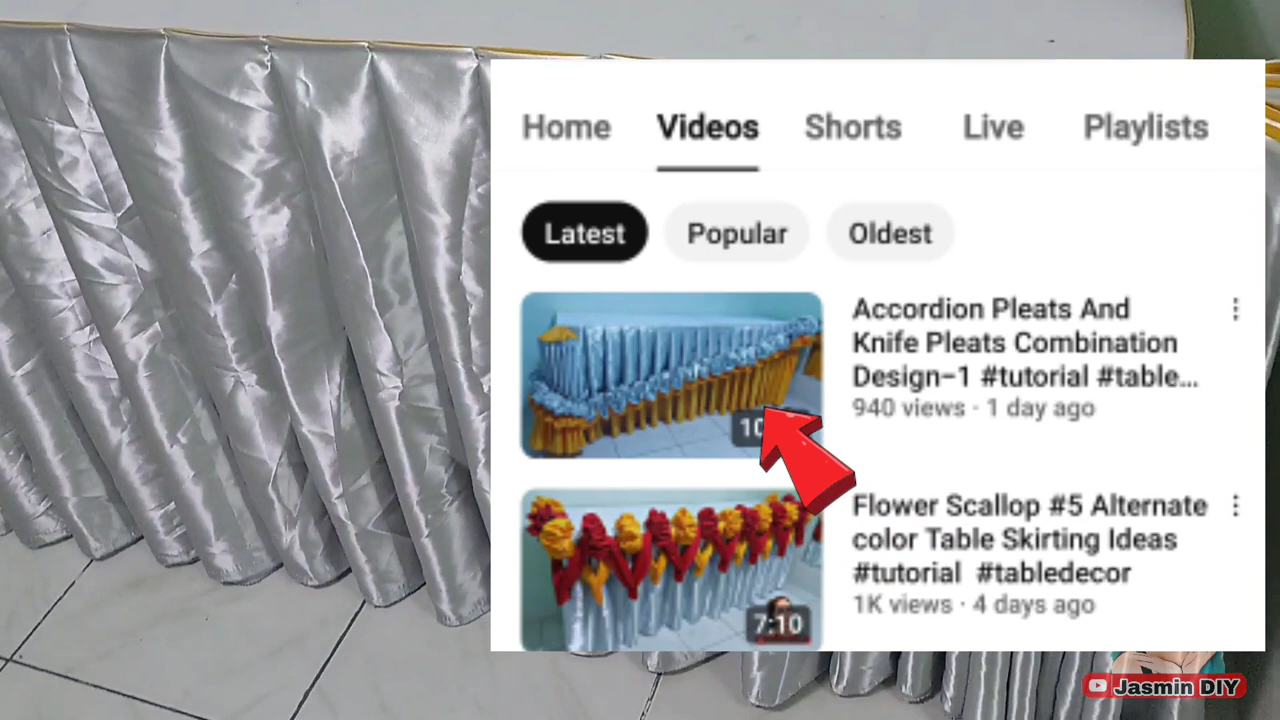 Home Videos Shorts Live Playlists
Latest Popular Oldest
Accordion Pleats And
Knife Pleats Combination
Design-1 #tutorial #table...
940 views · 1 day ago
Flower Scallop #5 Alternate
color Table Skirting Ideas
#tutorial #tabledecor
1K views · 4 days ago
7:10
Jasmin DIY